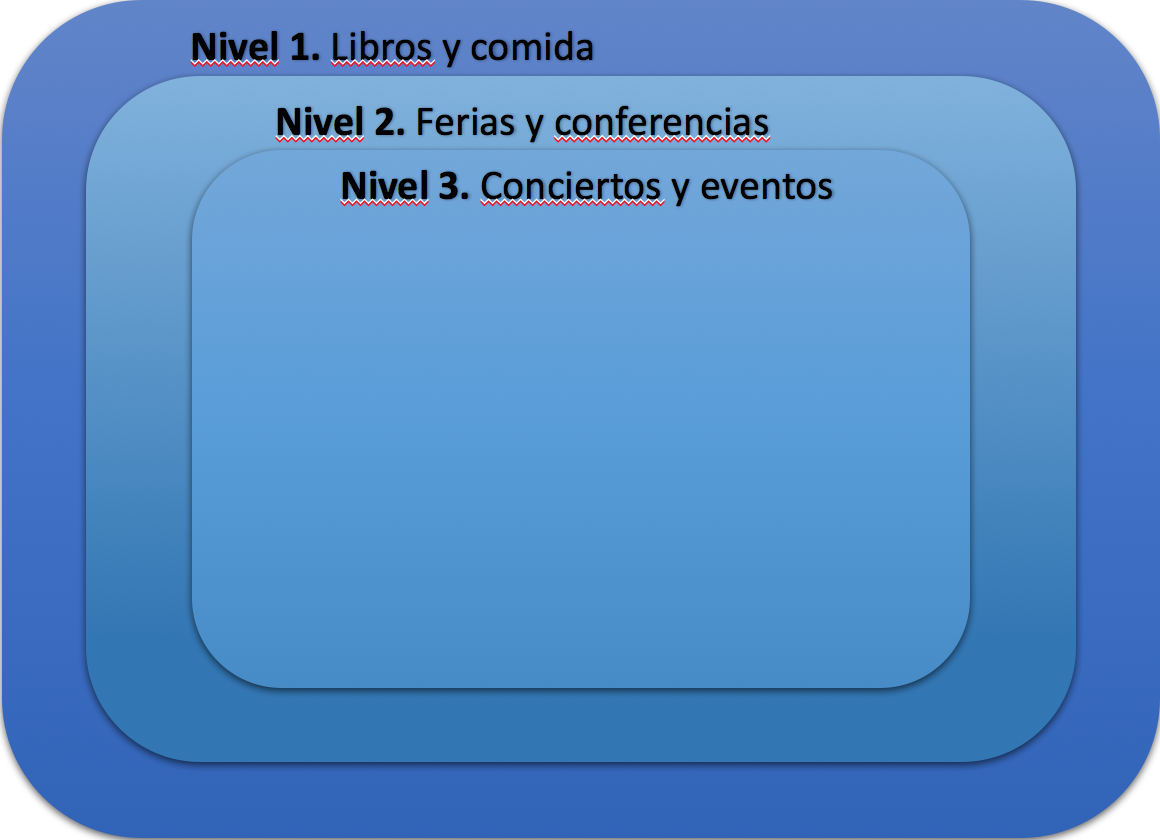 Nivel 1. Libros y comida
Nivel 2. Ferias y conferencias
Nivel 3. Conciertos y eventos